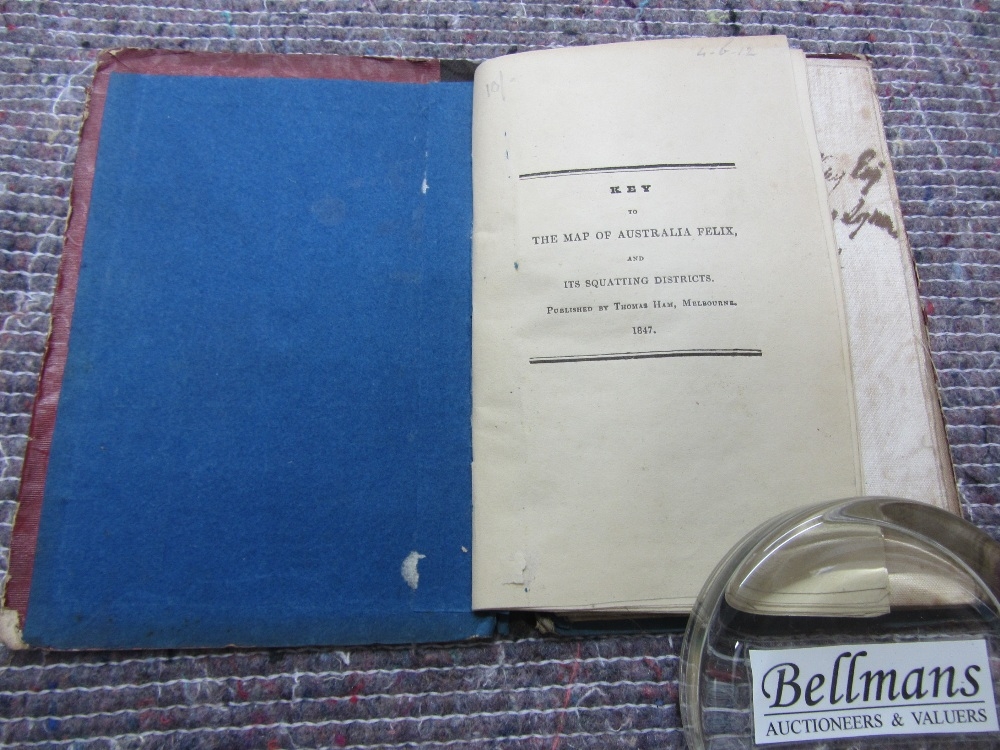 4-6-12
10/
KEY
TO
THE MAP OF AUSTRALIA FELIX,
AND
ITS SQUATTING DISTRICTS.
PUBLISHED BY THOMAS HAM, MELBOURNE.
1847.
Bellmans
AUCTIONEERS & VALUERS